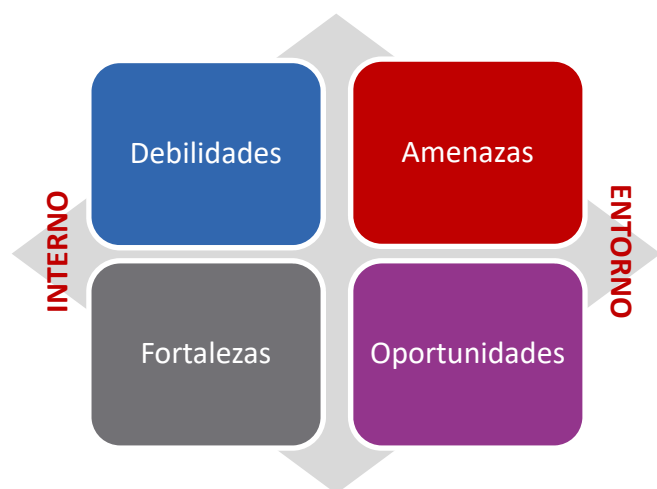 Debilidades
Amenazas
INTERNO
ENTORNO
Fortalezas
Oportunidades